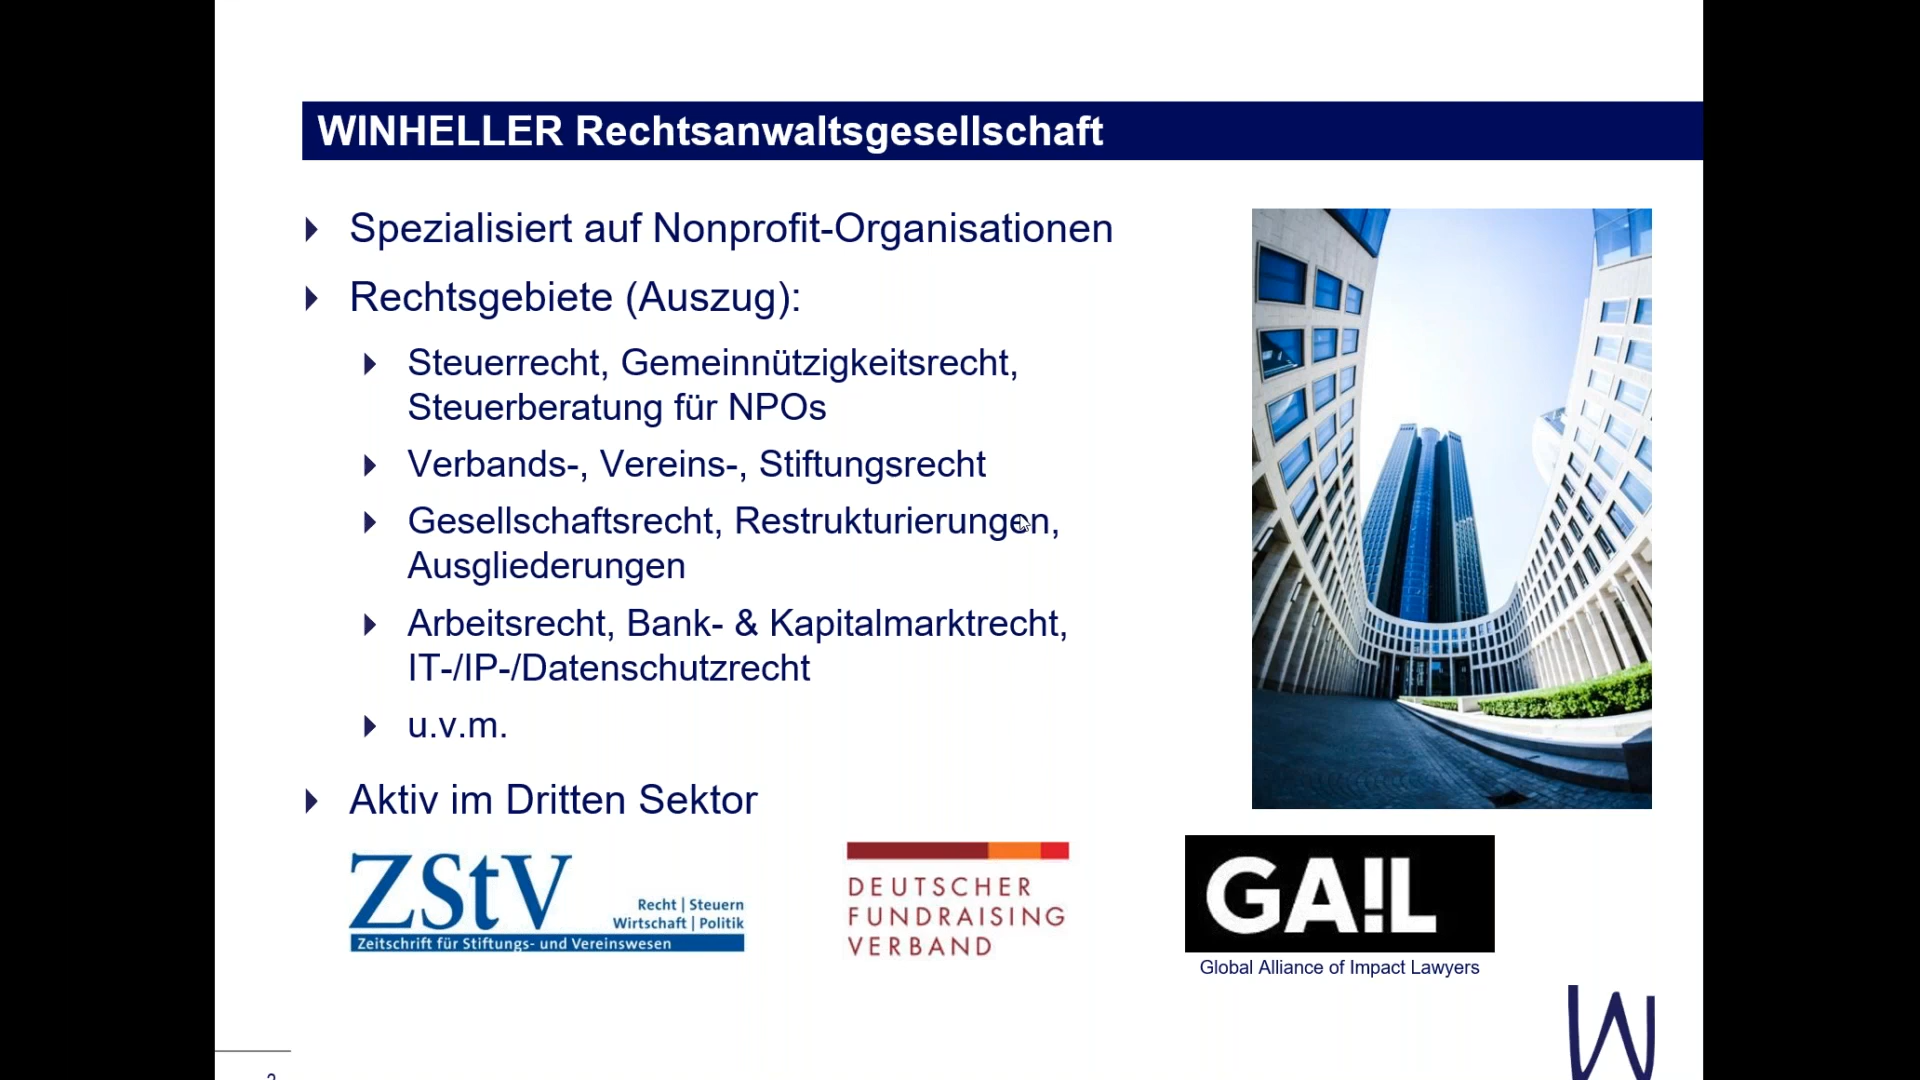 WINHELLER Rechtsanwaltsgesellschaft
Spezialisiert auf Nonprofit-Organisationen
Rechtsgebiete (Auszug):
Steuerrecht, Gemeinnützigkeitsrecht,
Steuerberatung für NPOs
Verbands-, Vereins-, Stiftungsrecht
Gesellschaftsrecht, Restrukturierungen,
Ausgliederungen
Arbeitsrecht, Bank- & Kapitalmarktrecht,
IT-/IP-/Datenschutzrecht
u.v.m.
Aktiv im Dritten Sektor
ZStV
Recht | Steuern
Wirtschaft | Politik
Zeitschrift für Stiftungs- und Vereinswesen
DEUTSCHER
FUNDRAISING
VERBAND
GA!L
Global Alliance of Impact Lawyers
W